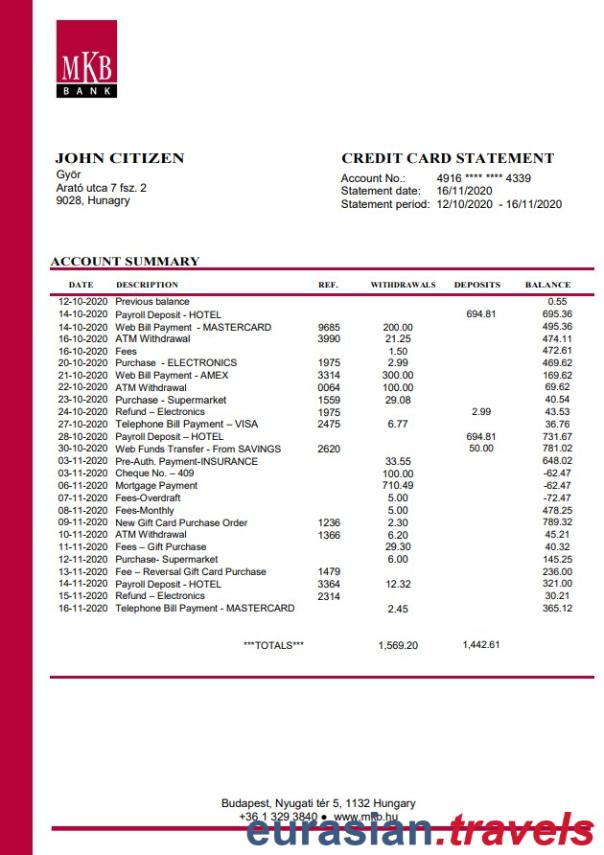 MKB
BANK
JOHN CITIZEN
Györ
Arató utca 7 fsz. 2
9028, Hunagry
CREDIT CARD STATEMENT
Account No.: 4916 **** **** 4339
Statement date: 16/11/2020
Statement period: 12/10/2020 - 16/11/2020
ACCOUNT SUMMARY
DATE DESCRIPTION REF. WITHDRAWALS DEPOSITS BALANCE
12-10-2020 Previous balance 0.55
14-10-2020 Payroll Deposit - HOTEL 694.81 695.36
14-10-2020 Web Bill Payment - MASTERCARD 9685 200.00 495.36
16-10-2020 ATM Withdrawal 3990 21.25 474.11
16-10-2020 Fees 1.50 472.61
20-10-2020 Purchase - ELECTRONICS 1975 2.99 469.62
21-10-2020 Web Bill Payment - AMEX 3314 300.00 169.62
22-10-2020 ATM Withdrawal 0064 100.00 69.62
23-10-2020 Purchase - Supermarket 1559 29.08 40.54
24-10-2020 Refund – Electronics 1975 2.99 43.53
27-10-2020 Telephone Bill Payment – VISA 2475 6.77 36.76
28-10-2020 Payroll Deposit – HOTEL 694.81 731.67
30-10-2020 Web Funds Transfer - From SAVINGS 2620 50.00 781.02
03-11-2020 Pre-Auth. Payment-INSURANCE 33.55 648.02
03-11-2020 Cheque No. – 409 100.00 -62.47
06-11-2020 Mortgage Payment 710.49 -62.47
07-11-2020 Fees-Overdraft 5.00 -72.47
08-11-2020 Fees-Monthly 5.00 478.25
09-11-2020 New Gift Card Purchase Order 1236 2.30 789.32
10-11-2020 ATM Withdrawal 1366 6.20 45.21
11-11-2020 Fees – Gift Purchase 29.30 40.32
12-11-2020 Purchase- Supermarket 6.00 145.25
13-11-2020 Fee – Reversal Gift Card Purchase 1479 236.00
14-11-2020 Payroll Deposit - HOTEL 3364 12.32 321.00
15-11-2020 Refund – Electronics 2314 30.21
16-11-2020 Telephone Bill Payment - MASTERCARD 2.45 365.12
***TOTALS*** 1,569.20 1,442.61
Budapest, Nyugati tér 5, 1132 Hungary
+36 1 329 3840 ● www.mkb.hu
eurasian.travels